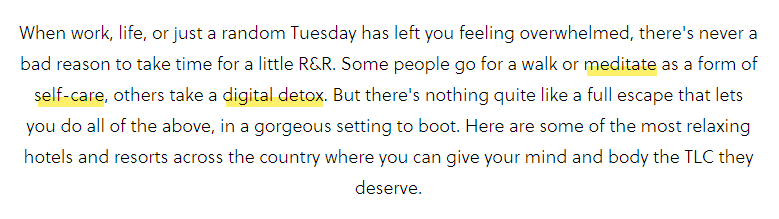 When work, life, or just a random Tuesday has left you feeling overwhelmed, there's never a
bad reason to take time for a little R&R. Some people go for a walk or meditate as a form of
self-care, others take a digital detox. But there's nothing quite like a full escape that lets
you do all of the above, in a gorgeous setting to boot. Here are some of the most relaxing
hotels and resorts across the country where you can give your mind and body the TLC they
deserve.